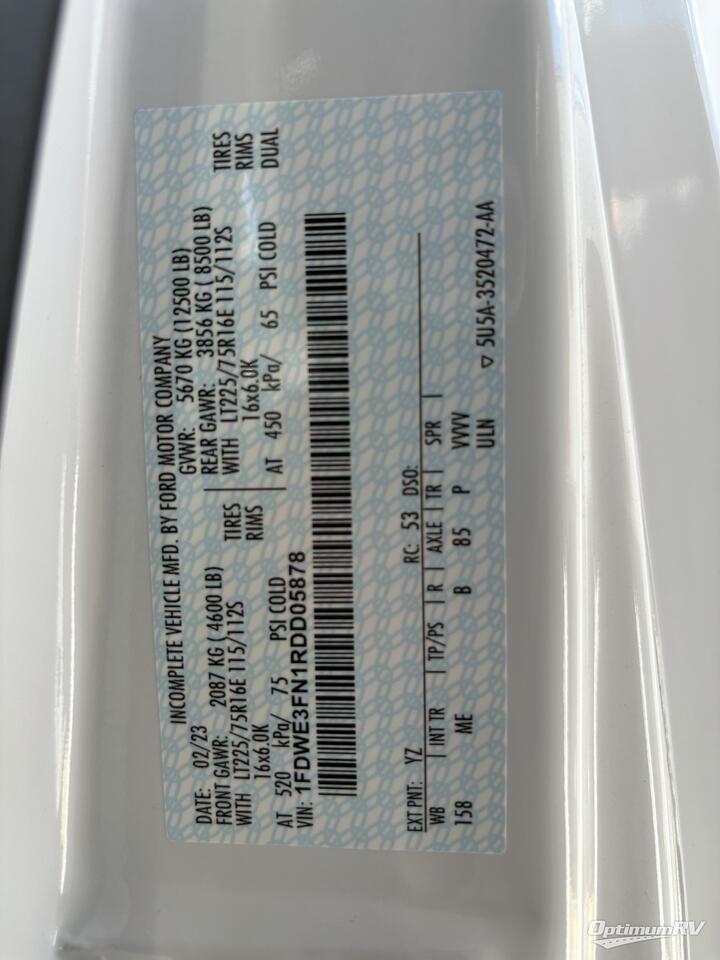 INCOMPLETE VEHICLE MFD. BY FORD MOTOR COMPANY
DATE: 02/23 GVWR: 5670 KG (12500 LB)
FRONT GAWR: 2087 KG ( 4600 LB) REAR GAWR: 3856 KG ( 8500 LB)
WITH LT225/75R16E 115/112S TIRES WITH LT225/75R16E 115/112S TIRES
16x6.0K RIMS 16x6.0K RIMS
AT 520 kPa/ 75 PSI COLD AT 450 kPa/ 65 PSI COLD DUAL
VIN: 1FDWE3FN1RDD05878
EXT PNT: YZ RC: 53 DSO:
WB | INT TR | TP/PS | R | AXLE | TR | SPR |
158 ME B 85 P VVVV
ULN
▽ 5U5A-3520472-AA
OptimumRV